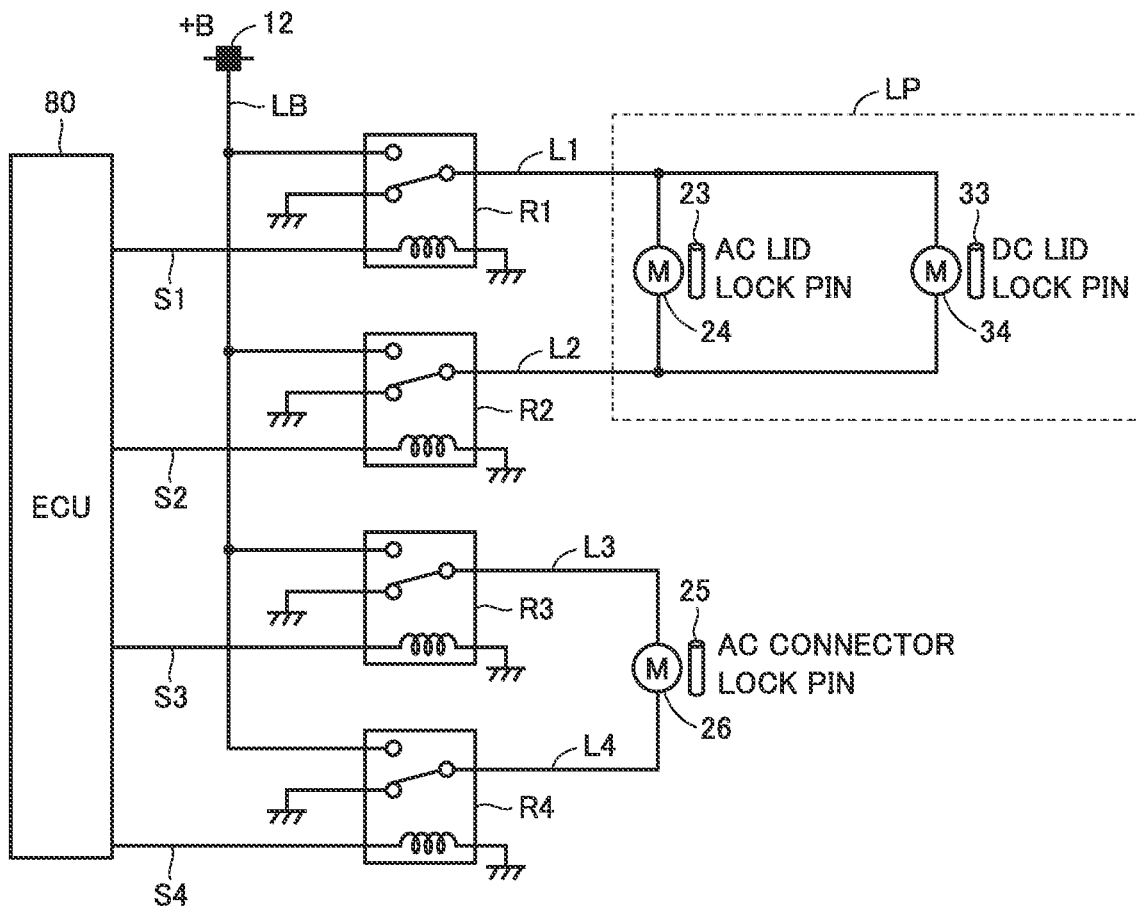 +B
12
80
LB
LP
L1
23
33
R1
M
AC LID
LOCK PIN
M
DC LID
LOCK PIN
S1
24
34
L2
R2
S2
ECU
L3
R3
25
M
AC CONNECTOR
LOCK PIN
S3
26
L4
R4
S4